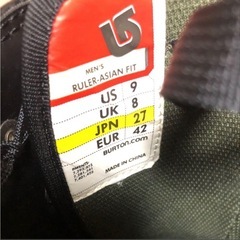 MEN'S
RULER-ASIAN FIT
US 9
UK 8
JPN 27
EUR 42
BURTON.COM
MADE IN CHINA